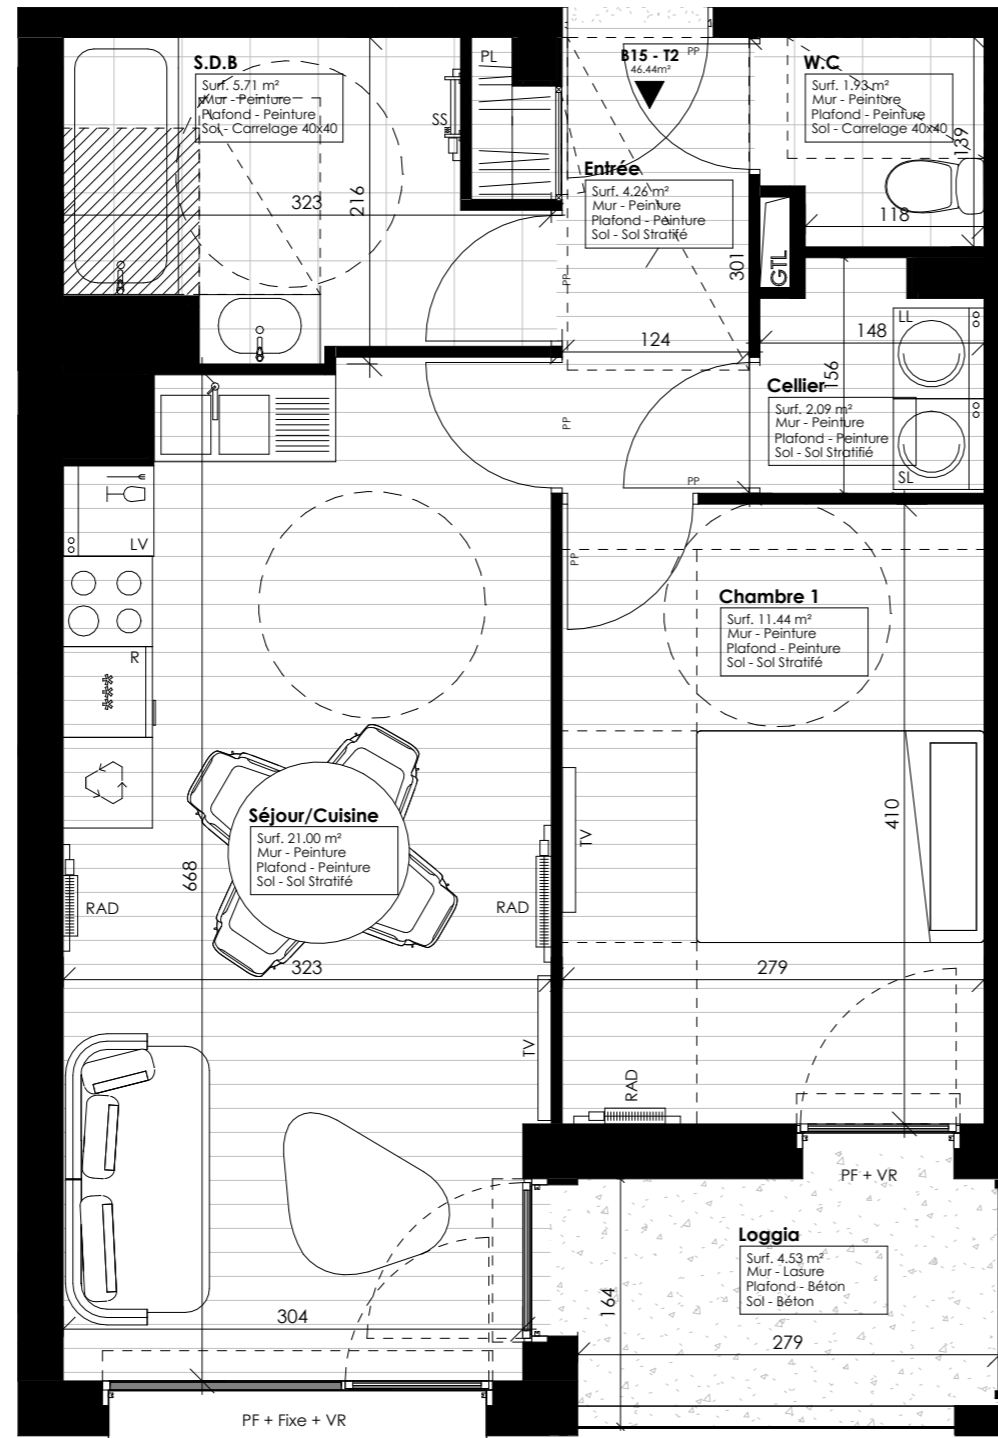 S.D.B
Surf. 5.71 m²
Mur - Peinture
Plafond - Peinture
Sol - Carrelage 40x40
323
216
SS
PL
B15 - T2
46.44m²
PP
Entrée
Surf. 4.26 m²
Mur - Peinture
Plafond - Peinture
Sol - Sol Stratifié
301
PP
124
W.C
Surf. 1.93 m²
Mur - Peinture
Plafond - Peinture
Sol - Carrelage 40x40
139
118
GTL
LL
148
156
Cellier
Surf. 2.09 m²
Mur - Peinture
Plafond - Peinture
Sol - Sol Stratifié
SL
PP
PP
PP
LV
R
Chambre 1
Surf. 11.44 m²
Mur - Peinture
Plafond - Peinture
Sol - Sol Stratifé
410
TV
279
RAD
PF + VR
Séjour/Cuisine
Surf. 21.00 m²
Mur - Peinture
Plafond - Peinture
Sol - Sol Stratifé
668
RAD
RAD
323
TV
304
PF + Fixe + VR
Loggia
Surf. 4.53 m²
Mur - Lasure
Plafond - Béton
Sol - Béton
164
279